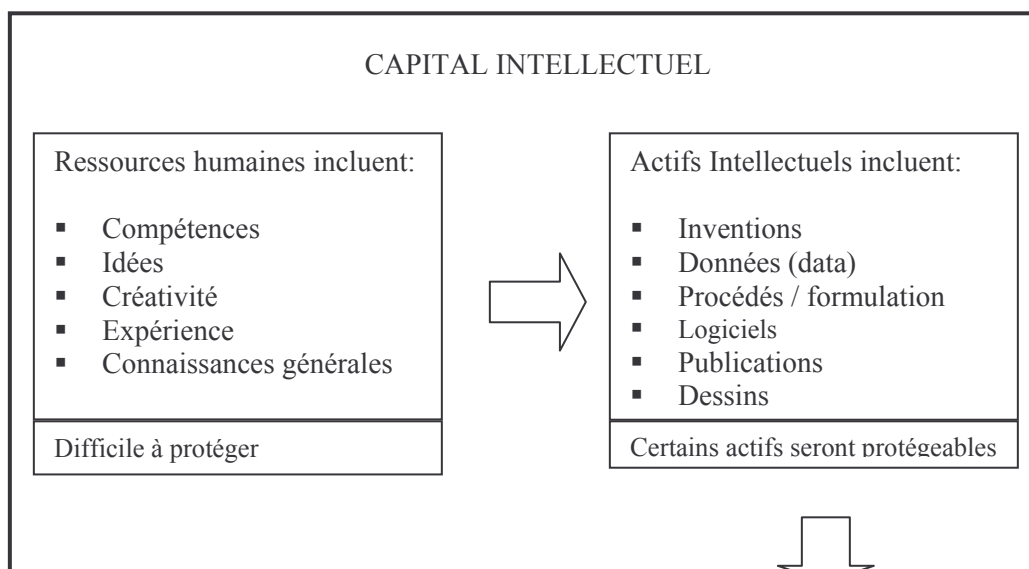 CAPITAL INTELLECTUEL
Ressources humaines incluent:
▪ Compétences
▪ Idées
▪ Créativité
▪ Expérience
▪ Connaissances générales
Difficile à protéger
Actifs Intellectuels incluent:
▪ Inventions
▪ Données (data)
▪ Procédés / formulation
▪ Logiciels
▪ Publications
▪ Dessins
Certains actifs seront protégeables